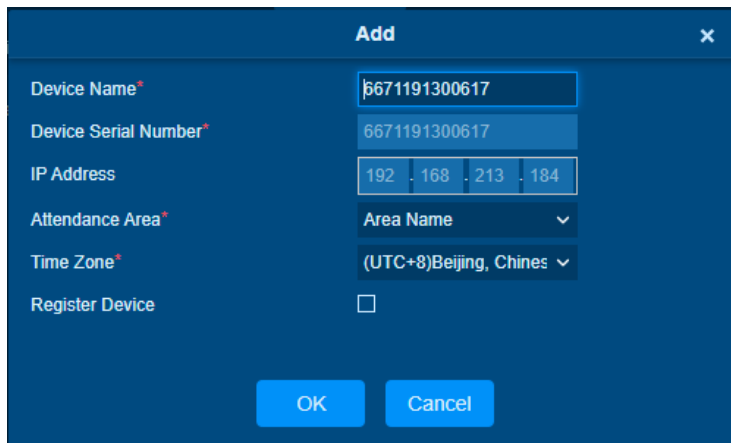 Add ×
Device Name* 6671191300617
Device Serial Number* 6671191300617
IP Address 192 . 168 . 213 . 184
Attendance Area* Area Name
Time Zone* (UTC+8)Beijing, Chines
Register Device
OK Cancel